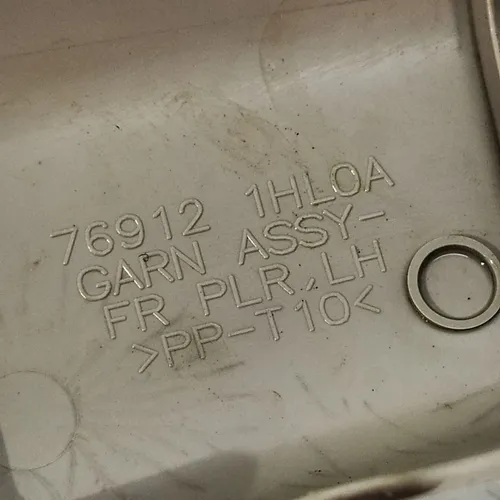 76912 1HL0A
GARN ASSY-
FR PLR,LH
>PP-T10<